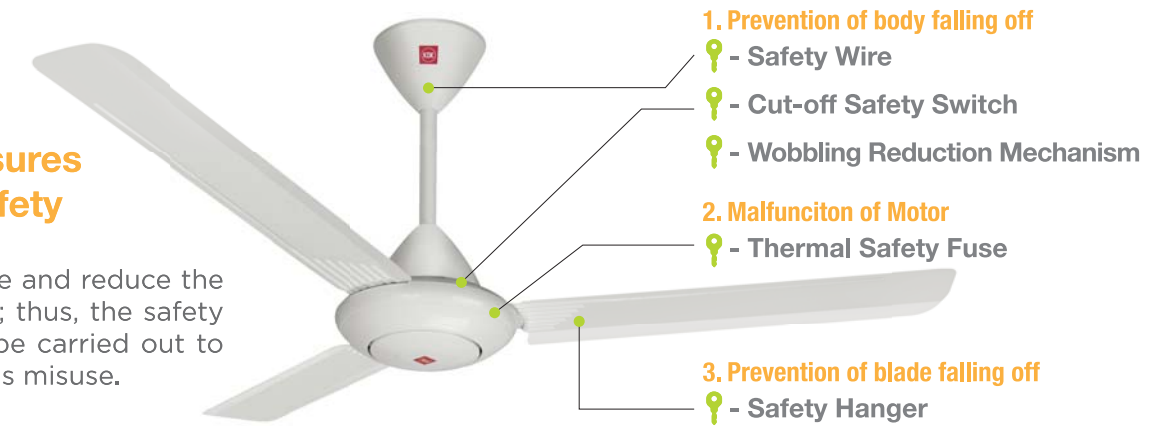 sures
fety
e and reduce the
; thus, the safety
be carried out to
s misuse.
KDK
1. Prevention of body falling off
- Safety Wire
- Cut-off Safety Switch
- Wobbling Reduction Mechanism
2. Malfunciton of Motor
- Thermal Safety Fuse
3. Prevention of blade falling off
- Safety Hanger